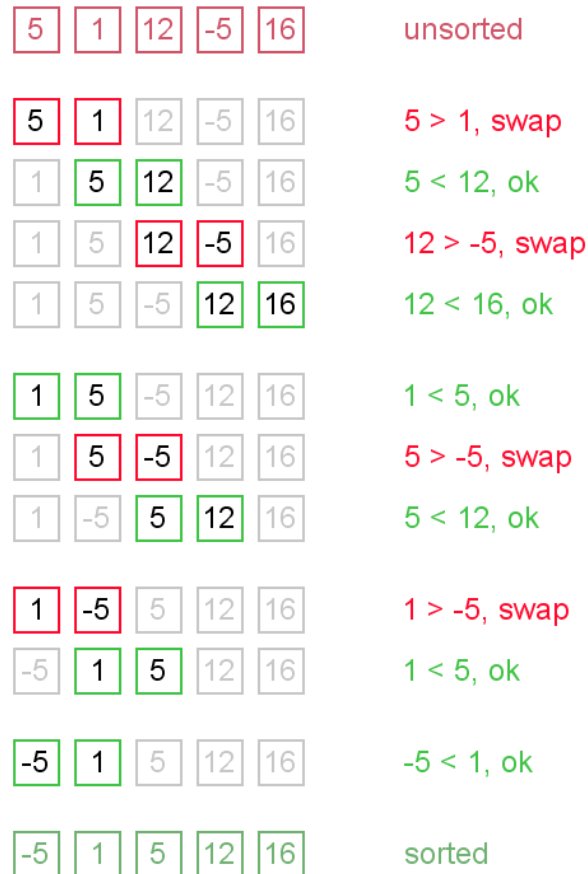 5 1 12 -5 16 unsorted
5 1 12 -5 16 5 > 1, swap
1 5 12 -5 16 5 < 12, ok
1 5 12 -5 16 12 > -5, swap
1 5 -5 12 16 12 < 16, ok
1 5 -5 12 16 1 < 5, ok
1 5 -5 12 16 5 > -5, swap
1 -5 5 12 16 5 < 12, ok
1 -5 5 12 16 1 > -5, swap
-5 1 5 12 16 1 < 5, ok
-5 1 5 12 16 -5 < 1, ok
-5 1 5 12 16 sorted